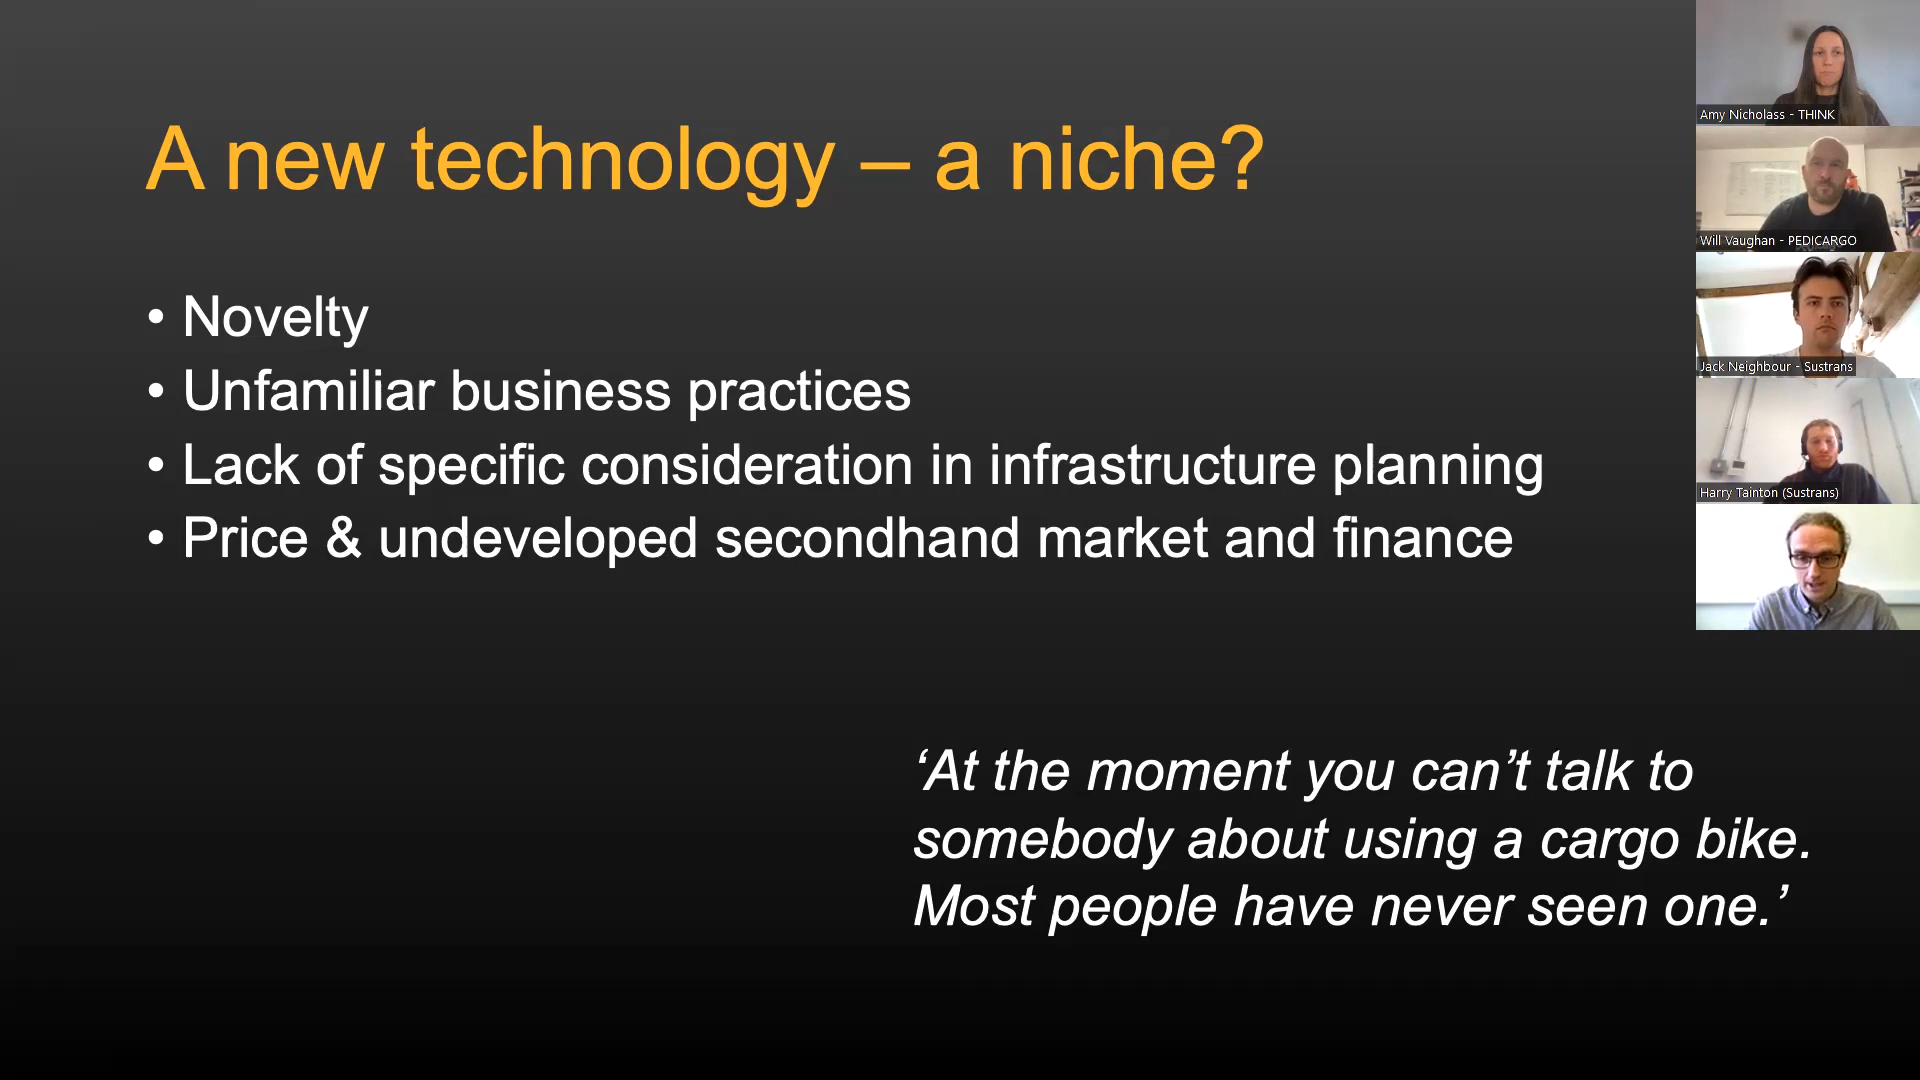 A new technology – a niche?
• Novelty
• Unfamiliar business practices
• Lack of specific consideration in infrastructure planning
• Price & undeveloped secondhand market and finance
‘At the moment you can’t talk to
somebody about using a cargo bike.
Most people have never seen one.’
Amy Nicholass - THINK
Will Vaughan - PEDICARGO
Jack Neighbour - Sustrans
Harry Tainton (Sustrans)